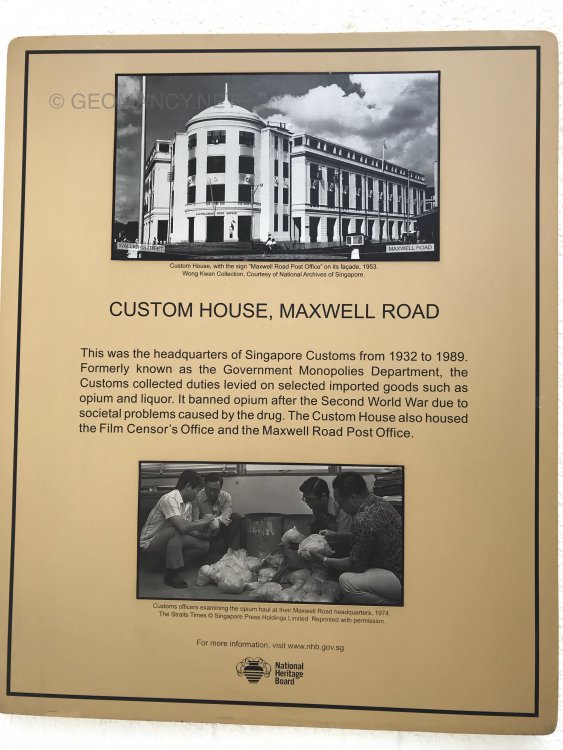 © GEOMANCY.NET
MAXWELL ROAD
Custom House, with the sign "Maxwell Road Post Office" on its façade, 1953.
Wong Kwan Collection, Courtesy of National Archives of Singapore.
CUSTOM HOUSE, MAXWELL ROAD
This was the headquarters of Singapore Customs from 1932 to 1989.
Formerly known as the Government Monopolies Department, the
Customs collected duties levied on selected imported goods such as
opium and liquor. It banned opium after the Second World War due to
societal problems caused by the drug. The Custom House also housed
the Film Censor's Office and the Maxwell Road Post Office.
Customs officers examining the opium haul at their Maxwell Road headquarters, 1974.
The Straits Times © Singapore Press Holdings Limited. Reprinted with permission.
For more information, visit www.nhb.gov.sg
National
Heritage
Board